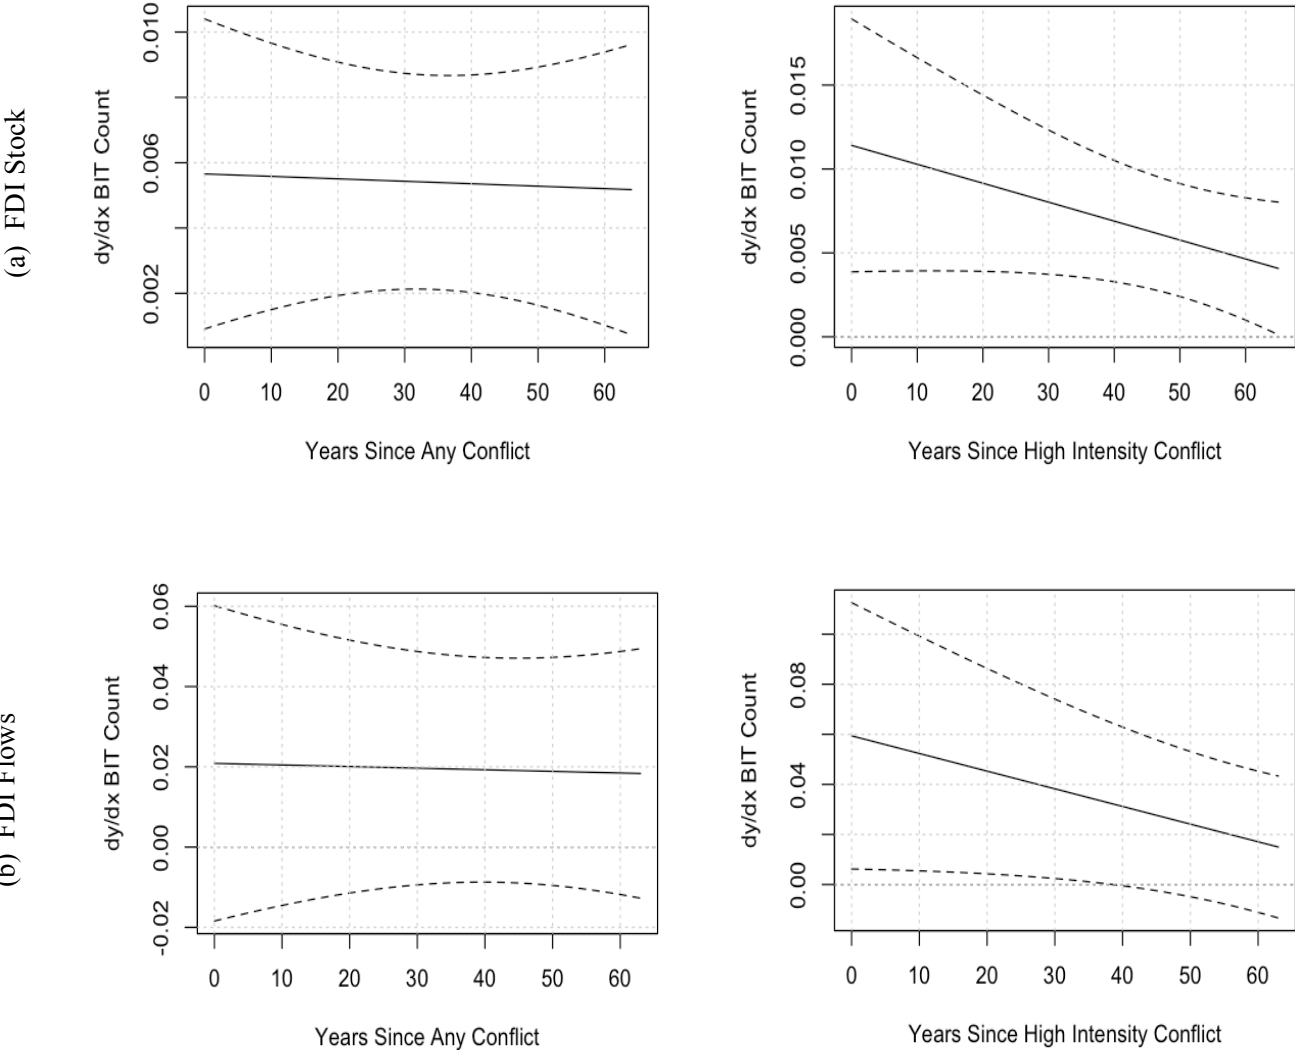 (a) FDI Stock
dy/dx BIT Count
0.010
0.006
0.002
0 10 20 30 40 50 60
Years Since Any Conflict
dy/dx BIT Count
0.015
0.010
0.005
0.000
0 10 20 30 40 50 60
Years Since High Intensity Conflict
(b) FDI Flows
dy/dx BIT Count
0.06
0.04
0.02
0.00
-0.02
0 10 20 30 40 50 60
Years Since Any Conflict
dy/dx BIT Count
0.08
0.04
0.00
0 10 20 30 40 50 60
Years Since High Intensity Conflict